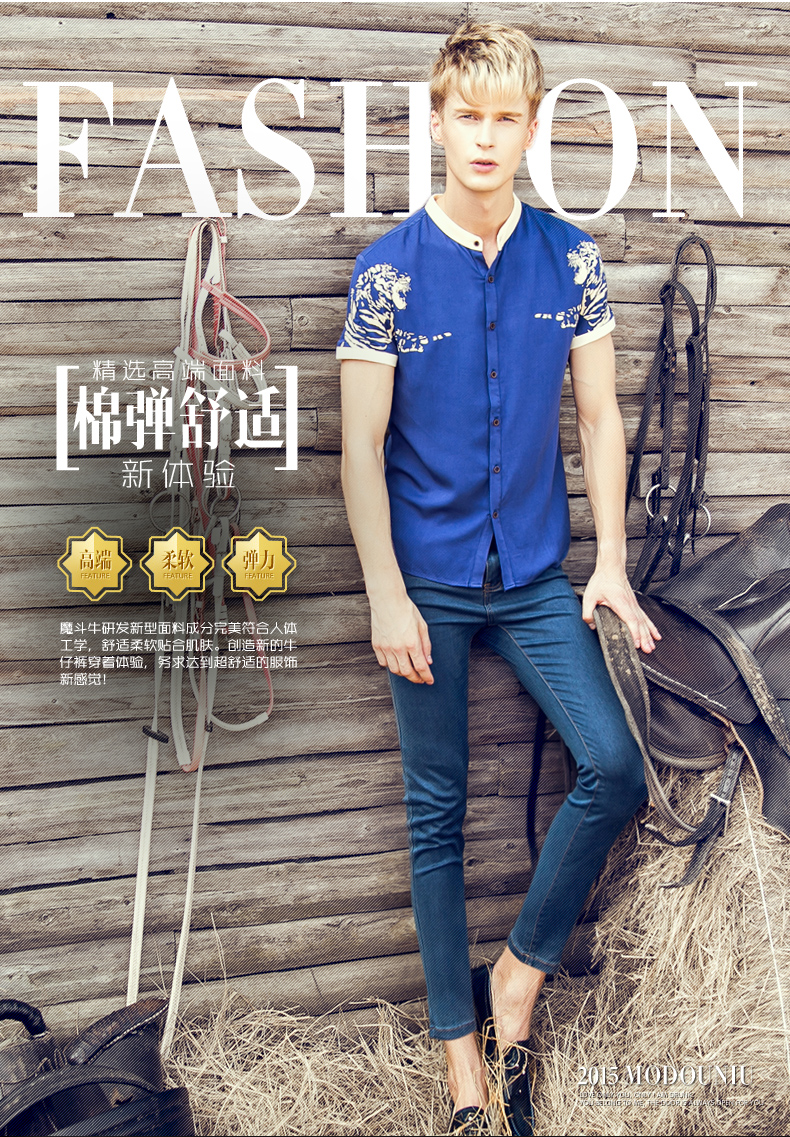 FASHION
精选高端面料
[棉弹舒适]
新体验
高端
FEATURE
柔软
FEATURE
弹力
FEATURE
魔斗牛研发新型面料成分完美符合人体
工学，舒适柔软贴合肌肤。创造新的牛
仔裤穿着体验，务求达到超舒适的服饰
新感觉！
2015 MODOUNIU